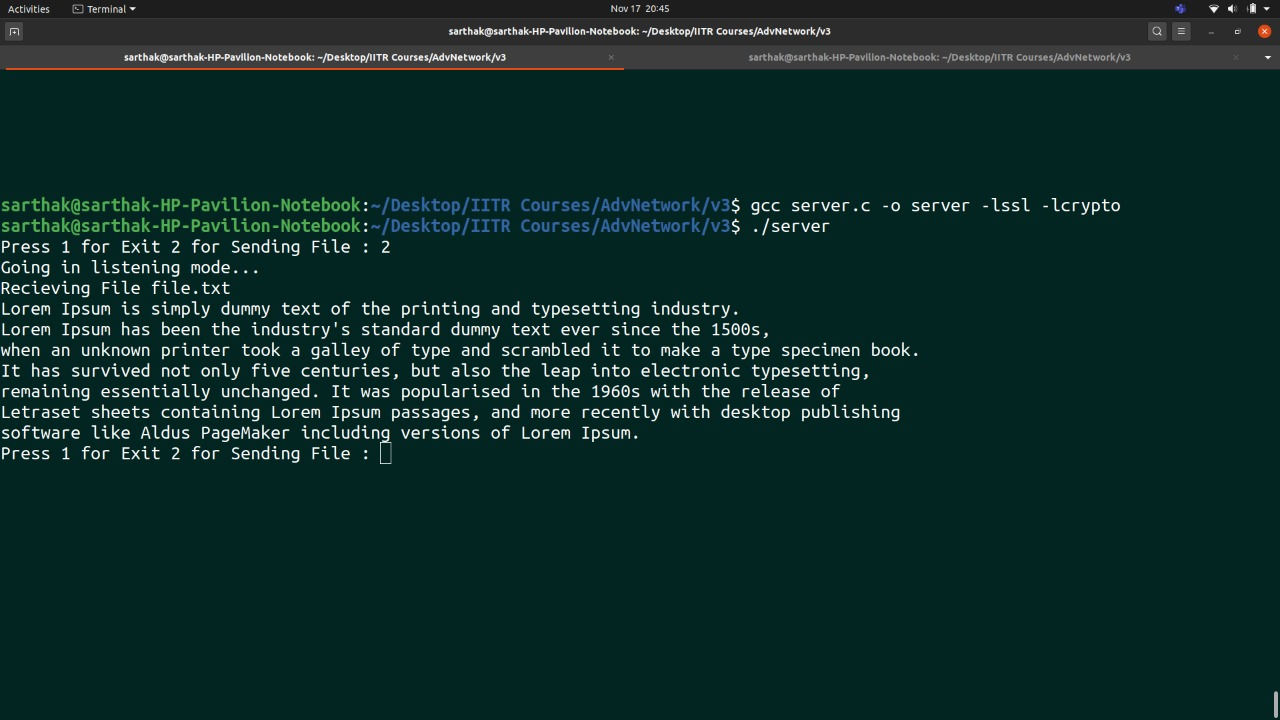 Activities Terminal Nov 17 20:45
sarthak@sarthak-HP-Pavilion-Notebook: ~/Desktop/IITR Courses/AdvNetwork/v3
sarthak@sarthak-HP-Pavilion-Notebook: ~/Desktop/IITR Courses/AdvNetwork/v3 sarthak@sarthak-HP-Pavilion-Notebook: ~/Desktop/IITR Courses/AdvNetwork/v3
sarthak@sarthak-HP-Pavilion-Notebook:~/Desktop/IITR Courses/AdvNetwork/v3$ gcc server.c -o server -lssl -lcrypto
sarthak@sarthak-HP-Pavilion-Notebook:~/Desktop/IITR Courses/AdvNetwork/v3$ ./server
Press 1 for Exit 2 for Sending File : 2
Going in listening mode...
Recieving File file.txt
Lorem Ipsum is simply dummy text of the printing and typesetting industry.
Lorem Ipsum has been the industry's standard dummy text ever since the 1500s,
when an unknown printer took a galley of type and scrambled it to make a type specimen book.
It has survived not only five centuries, but also the leap into electronic typesetting,
remaining essentially unchanged. It was popularised in the 1960s with the release of
Letraset sheets containing Lorem Ipsum passages, and more recently with desktop publishing
software like Aldus PageMaker including versions of Lorem Ipsum.
Press 1 for Exit 2 for Sending File :